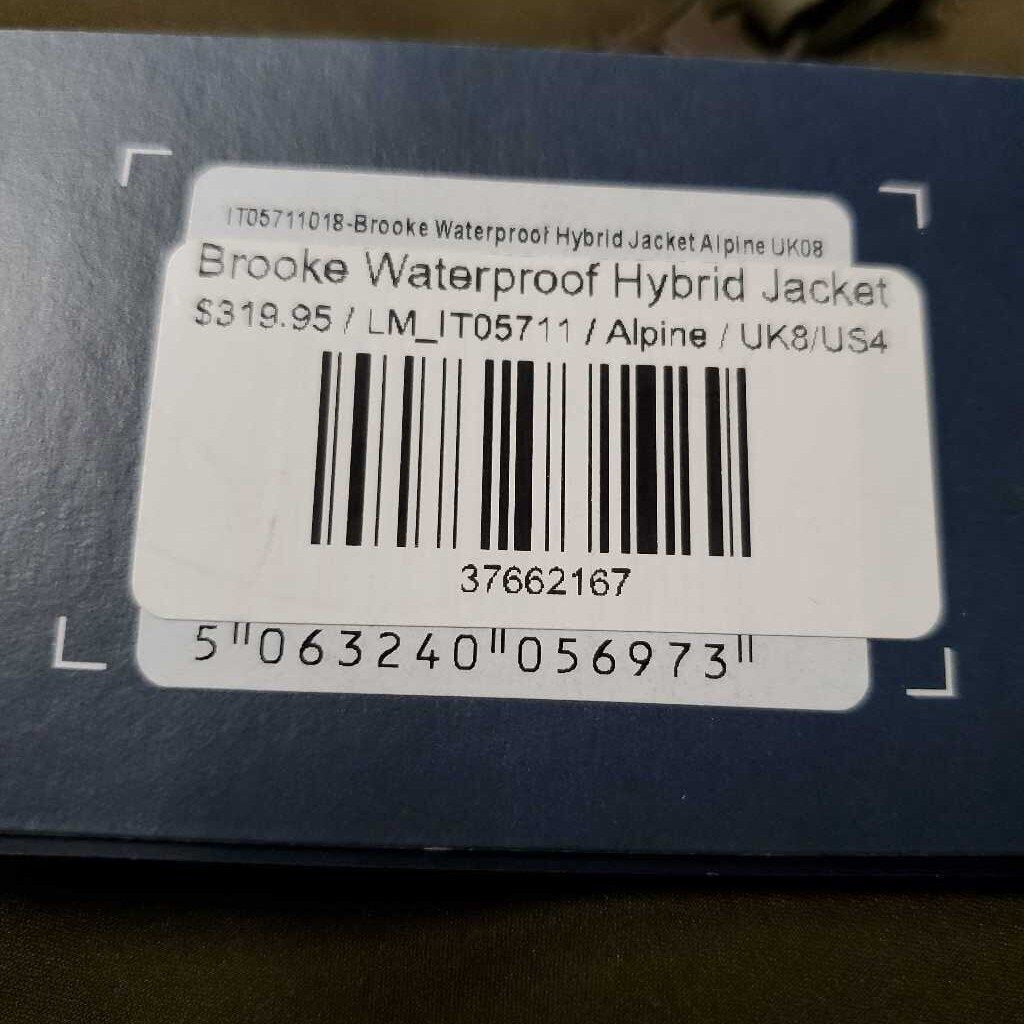 IT05711018-Brooke Waterproof Hybrid Jacket Alpine UK08
Brooke Waterproof Hybrid Jacket
$319.95 / LM_IT05711 / Alpine / UK8/US4
37662167
5 063240 056973